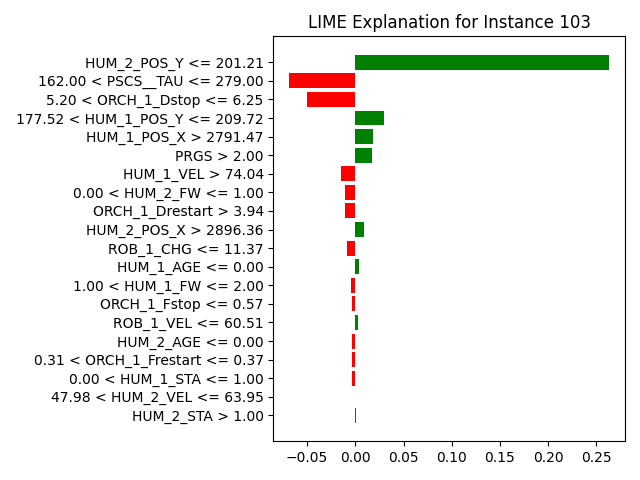 LIME Explanation for Instance 103
HUM_2_POS_Y <= 201.21
162.00 < PSCS__TAU <= 279.00
5.20 < ORCH_1_Dstop <= 6.25
177.52 < HUM_1_POS_Y <= 209.72
HUM_1_POS_X > 2791.47
PRGS > 2.00
HUM_1_VEL > 74.04
0.00 < HUM_2_FW <= 1.00
ORCH_1_Drestart > 3.94
HUM_2_POS_X > 2896.36
ROB_1_CHG <= 11.37
HUM_1_AGE <= 0.00
1.00 < HUM_1_FW <= 2.00
ORCH_1_Fstop <= 0.57
ROB_1_VEL <= 60.51
HUM_2_AGE <= 0.00
0.31 < ORCH_1_Frestart <= 0.37
0.00 < HUM_1_STA <= 1.00
47.98 < HUM_2_VEL <= 63.95
HUM_2_STA > 1.00
−0.05 0.00 0.05 0.10 0.15 0.20 0.25